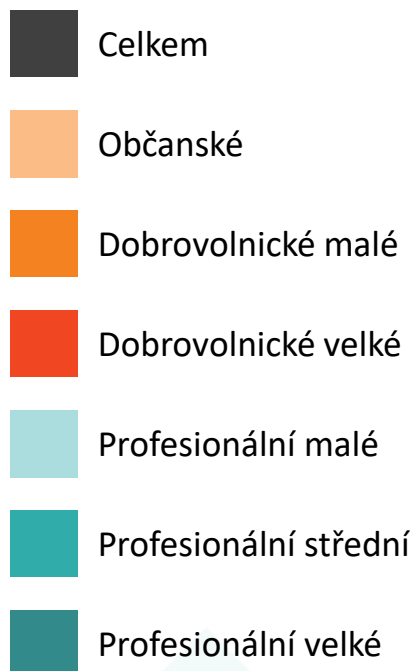 Celkem
Občanské
Dobrovolnické malé
Dobrovolnické velké
Profesionální malé
Profesionální střední
Profesionální velké